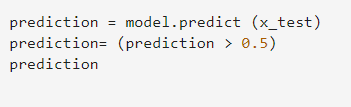 prediction = model.predict (x_test)
prediction= (prediction > 0.5)
prediction